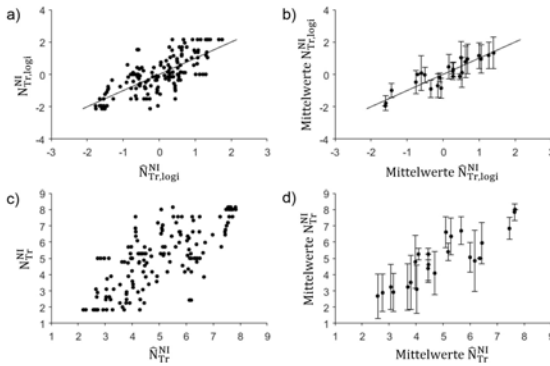 a)
4
2
0
-2
-4
-3 -2 -1 0 1 2 3
N^NI_Tr,logi
N̂^NI_Tr,logi
b)
4
2
0
-2
-4
-3 -2 -1 0 1 2
Mittelwerte N^NI_Tr,logi
Mittelwerte N̂^NI_Tr,logi
c)
9
8
7
6
5
4
3
2
1
1 2 3 4 5 6 7 8 9
N^NI_Tr
N̂^NI_Tr
d)
9
8
7
6
5
4
3
2
1
1 2 3 4 5 6 7 8 9
Mittelwerte N^NI_Tr
Mittelwerte N̂^NI_Tr